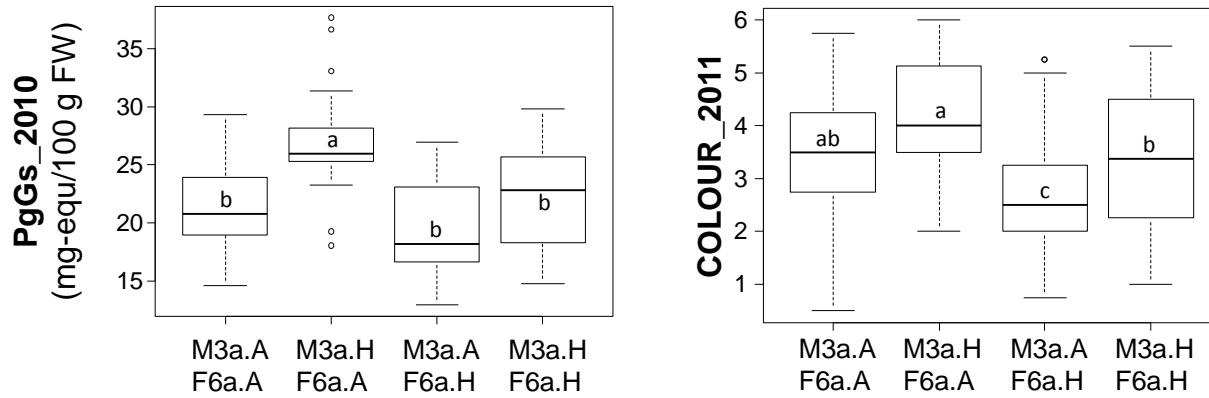 PgGs_2010
(mg-equ/100 g FW)
35
30
25
20
15
b
a
b
b
M3a.A M3a.H M3a.A M3a.H
F6a.A F6a.A F6a.H F6a.H
COLOUR_2011
6
5
4
3
2
1
ab
a
c
b
M3a.A M3a.H M3a.A M3a.H
F6a.A F6a.A F6a.H F6a.H